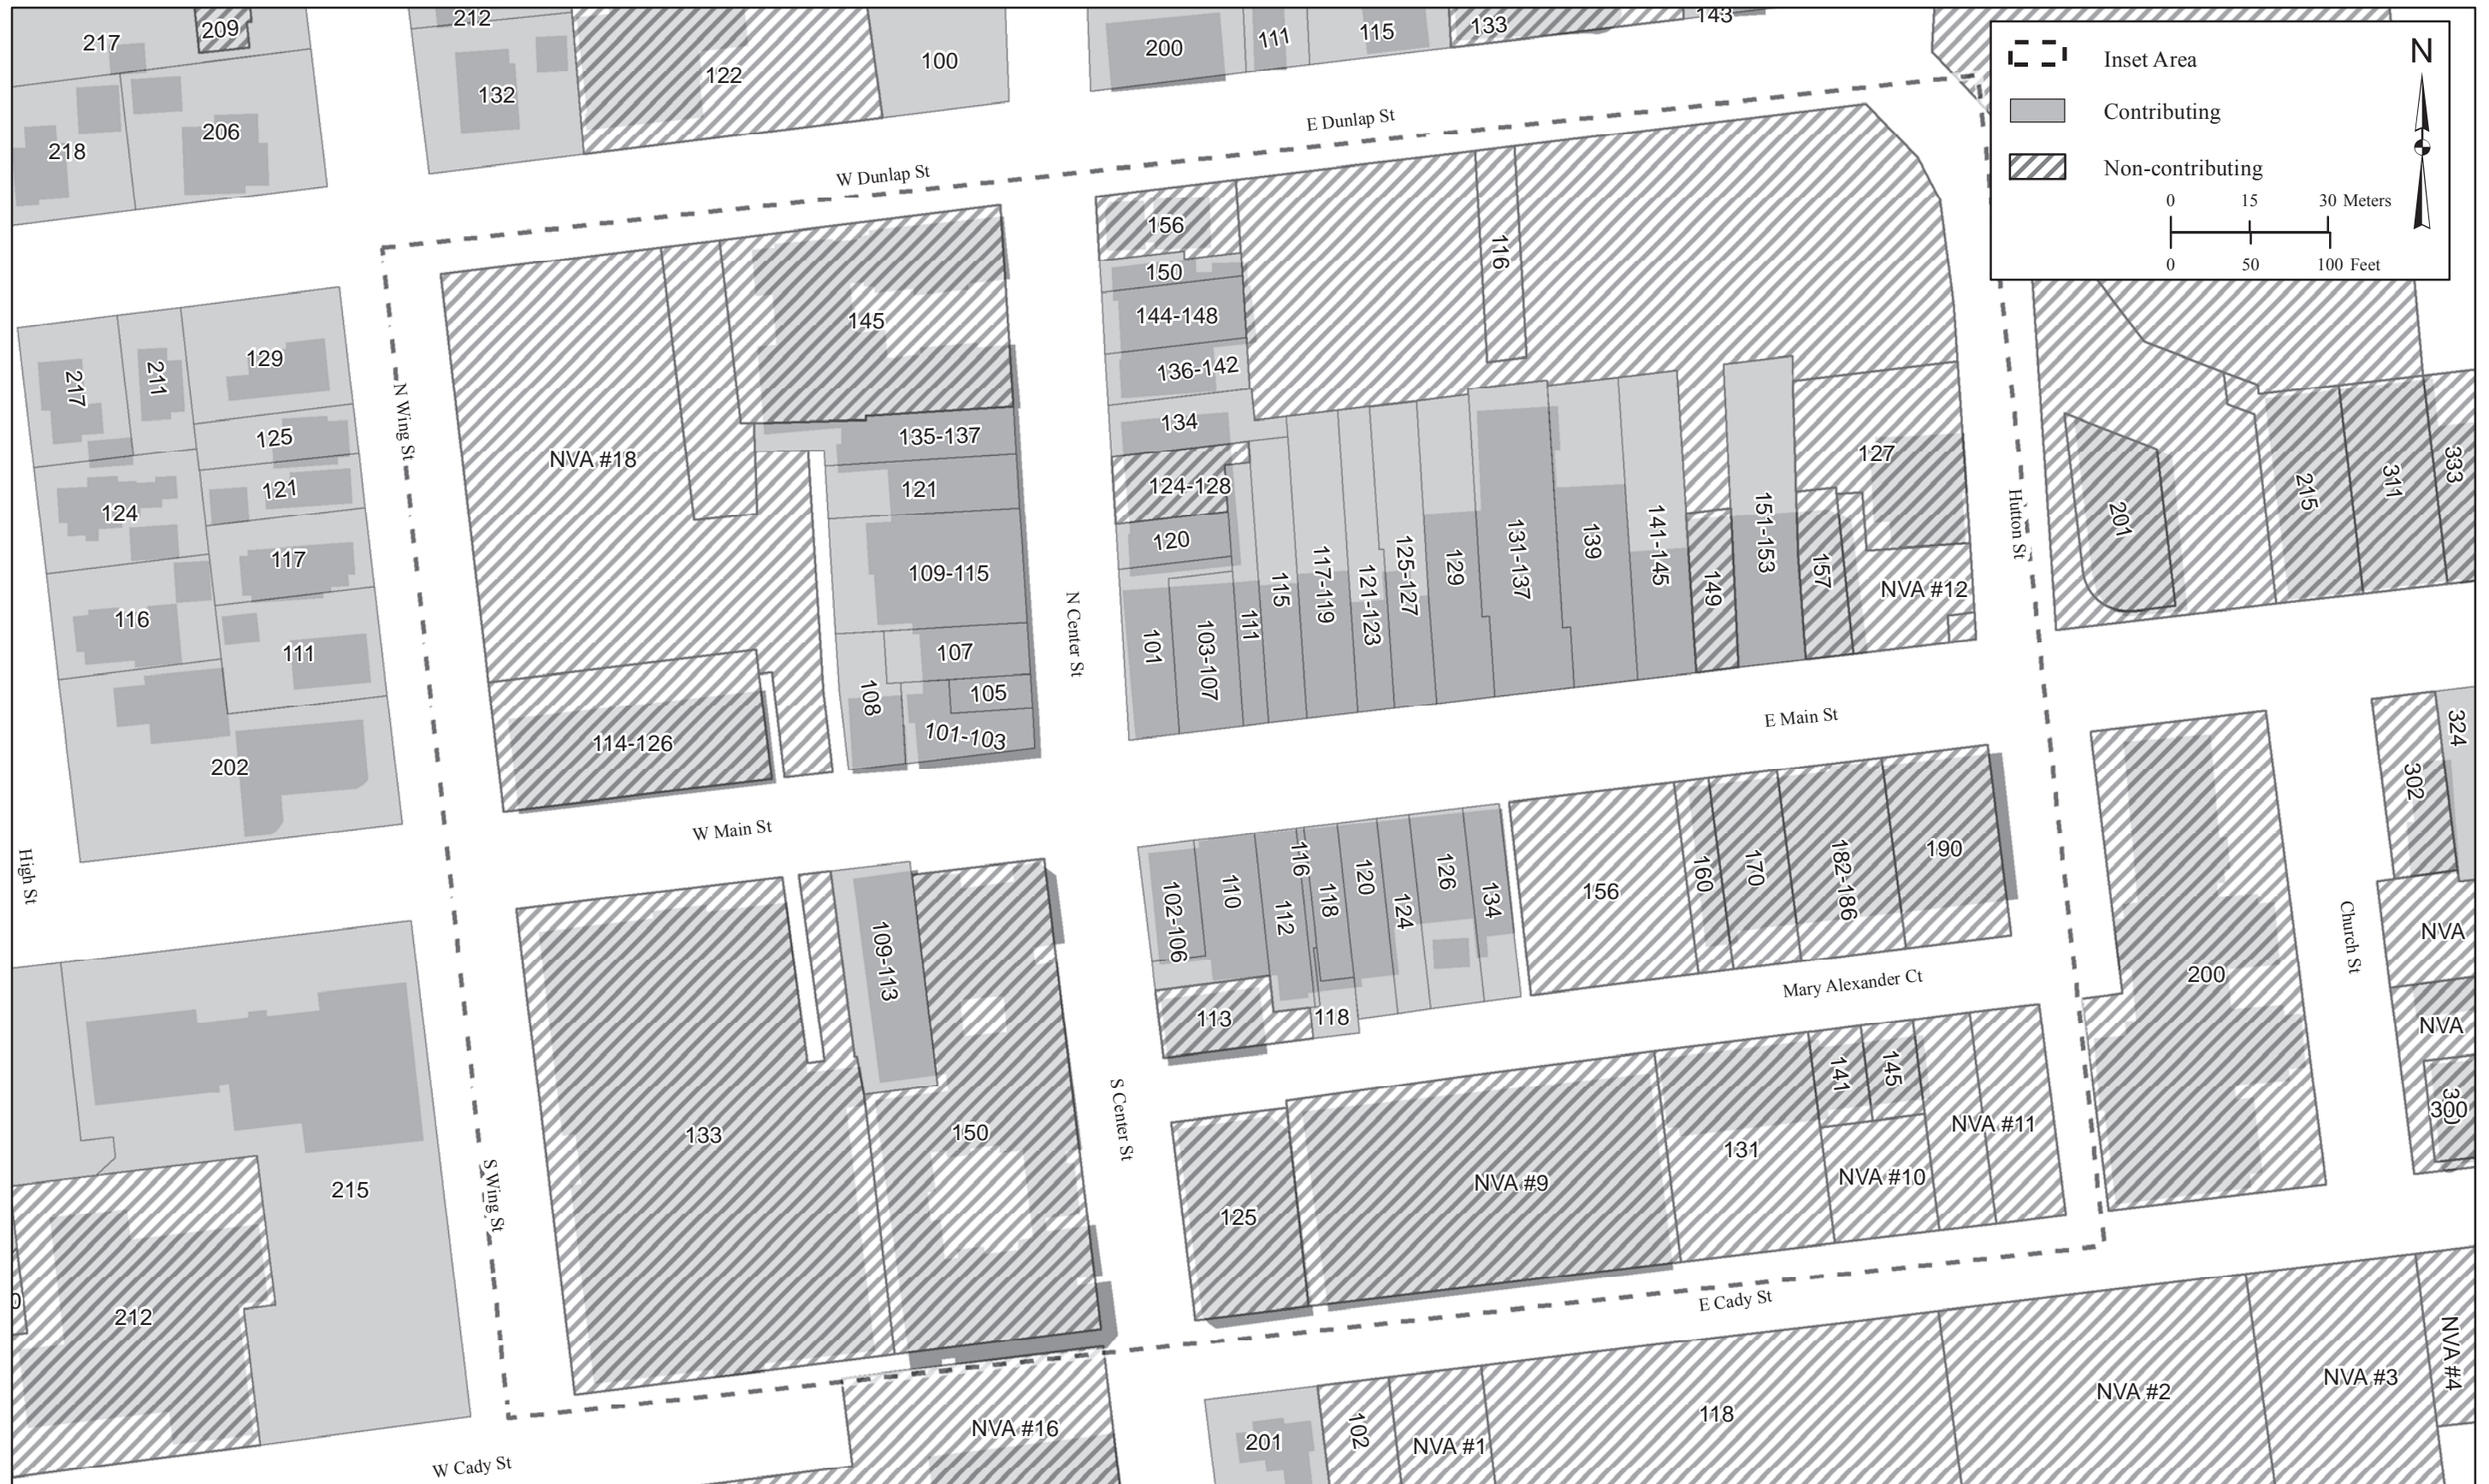 217
209
212
132
122
100
200
111
115
133
143
218
206
Inset Area
Contributing
Non-contributing
N
0 15 30 Meters
0 50 100 Feet
E Dunlap St
W Dunlap St
217
211
129
125
121
124
117
116
111
202
N Wing St
NVA #18
145
135-137
121
109-115
107
105
108
101-103
114-126
N Center St
156
150
144-148
136-142
134
124-128
120
101
103-107
111
115
117-119
121-123
125-127
129
131-137
139
141-145
149
151-153
157
116
127
NVA #12
Hutton St
201
215
311
333
E Main St
W Main St
High St
102-106
110
112
116
118
120
124
126
134
113
118
156
160
170
182-186
190
Mary Alexander Ct
200
Church St
302
324
NVA
NVA
300
215
212
S Wing St
133
109-113
150
S Center St
125
NVA #9
131
141
145
NVA #10
NVA #11
E Cady St
W Cady St
NVA #16
201
102
NVA #1
118
NVA #2
NVA #3
NVA #4